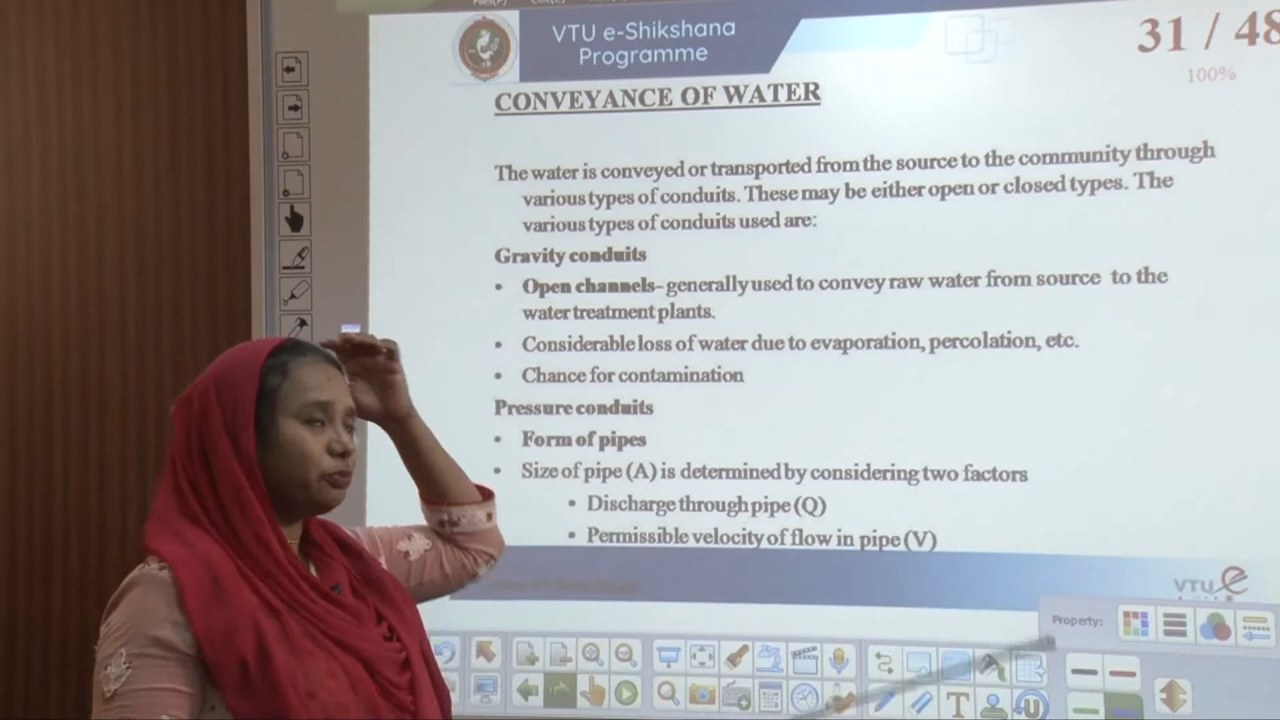 VTU e-Shikshana
Programme
31 / 48
100%
CONVEYANCE OF WATER
The water is conveyed or transported from the source to the community through
various types of conduits. These may be either open or closed types. The
various types of conduits used are:
Gravity conduits
• Open channels- generally used to convey raw water from source to the
water treatment plants.
• Considerable loss of water due to evaporation, percolation, etc.
• Chance for contamination
Pressure conduits
• Form of pipes
• Size of pipe (A) is determined by considering two factors
• Discharge through pipe (Q)
• Permissible velocity of flow in pipe (V)
VTU e
Property:
T